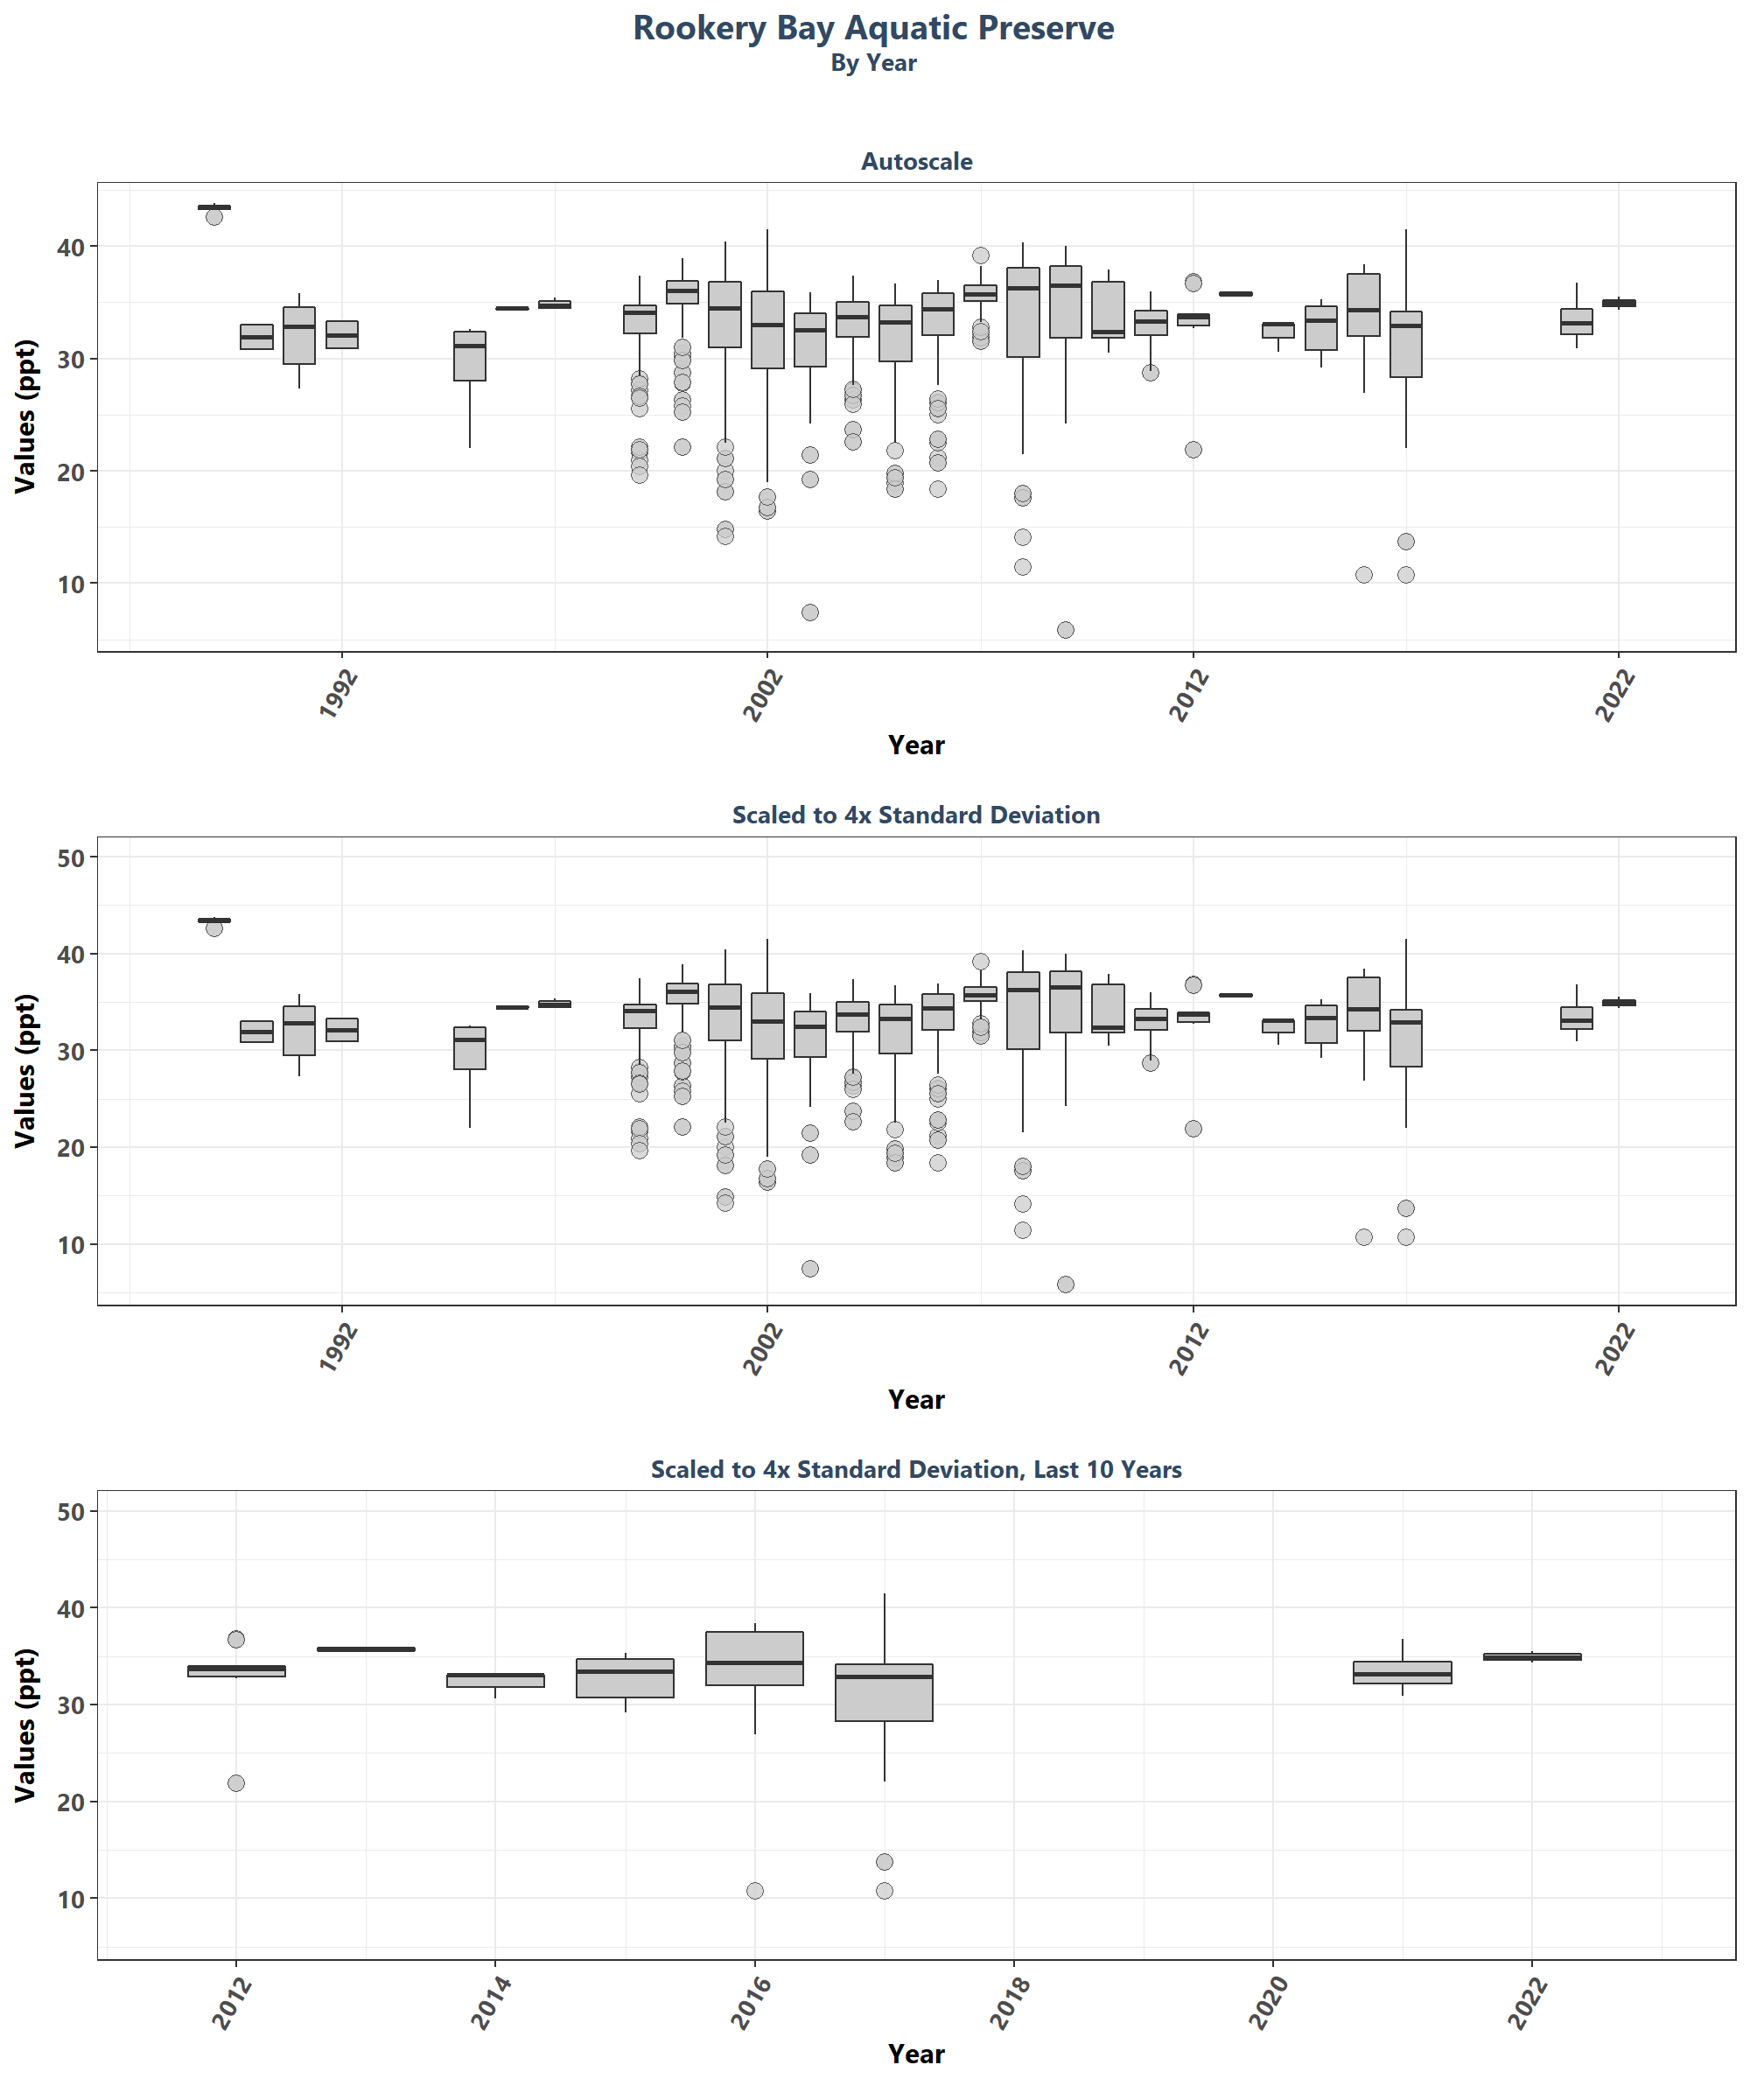 Rookery Bay Aquatic Preserve
By Year
Autoscale
Values (ppt)
40
30
20
10
1992
2002
2012
2022
Year
Scaled to 4x Standard Deviation
Values (ppt)
50
40
30
20
10
1992
2002
2012
2022
Year
Scaled to 4x Standard Deviation, Last 10 Years
Values (ppt)
50
40
30
20
10
2012
2014
2016
2018
2020
2022
Year